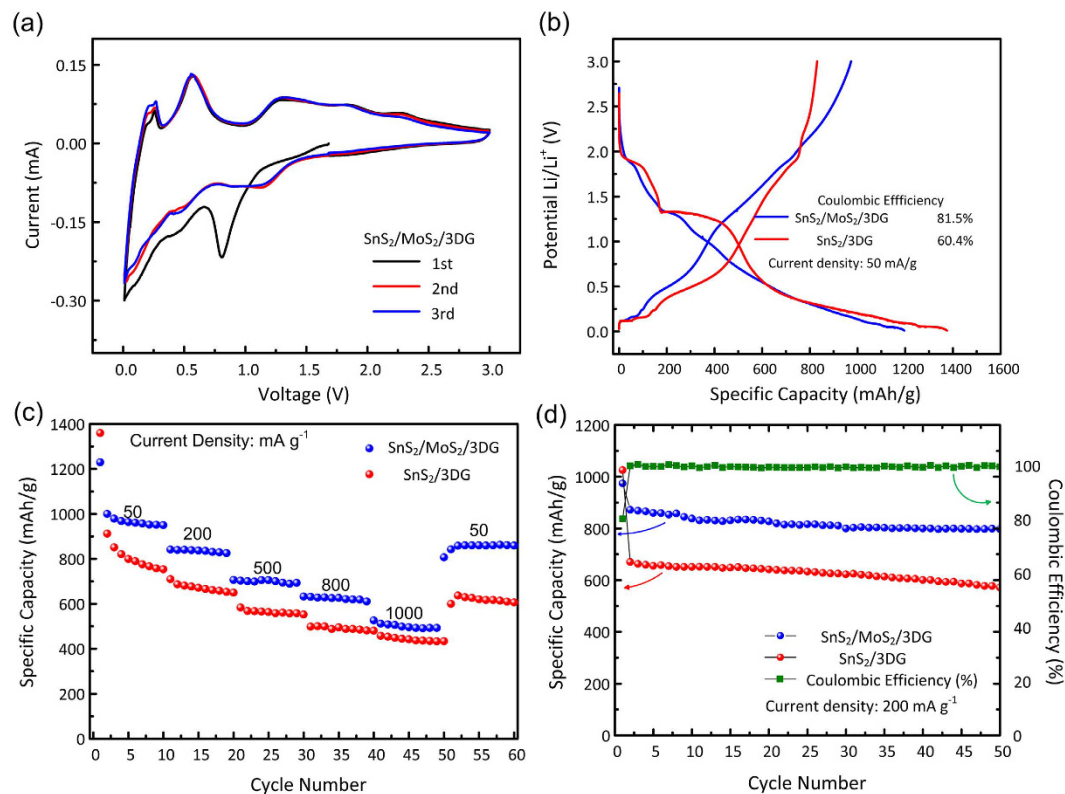 (a)
0.15
0.00
-0.15
-0.30
Current (mA)
SnS₂/MoS₂/3DG
1st
2nd
3rd
0.0 0.5 1.0 1.5 2.0 2.5 3.0
Voltage (V)
(b)
3.0
2.5
2.0
1.5
1.0
0.5
0.0
Potential Li/Li⁺ (V)
Coulombic Effficiency
SnS₂/MoS₂/3DG 81.5%
SnS₂/3DG 60.4%
Current density: 50 mA/g
0 200 400 600 800 1000 1200 1400 1600
Specific Capacity (mAh/g)
(c)
1400
1200
1000
800
600
400
200
0
Specific Capacity (mAh/g)
Current Density: mA g⁻¹
SnS₂/MoS₂/3DG
SnS₂/3DG
50
200
500
800
1000
50
0 5 10 15 20 25 30 40 45 50 55 60
Cycle Number
(d)
1200
1000
800
600
400
200
0
Specific Capacity (mAh/g)
100
80
60
40
20
0
Coulombic Efficiency (%)
SnS₂/MoS₂/3DG
SnS₂/3DG
Coulombic Efficiency (%)
Current density: 200 mA g⁻¹
0 5 10 15 20 25 30 35 40 45 50
Cycle Number